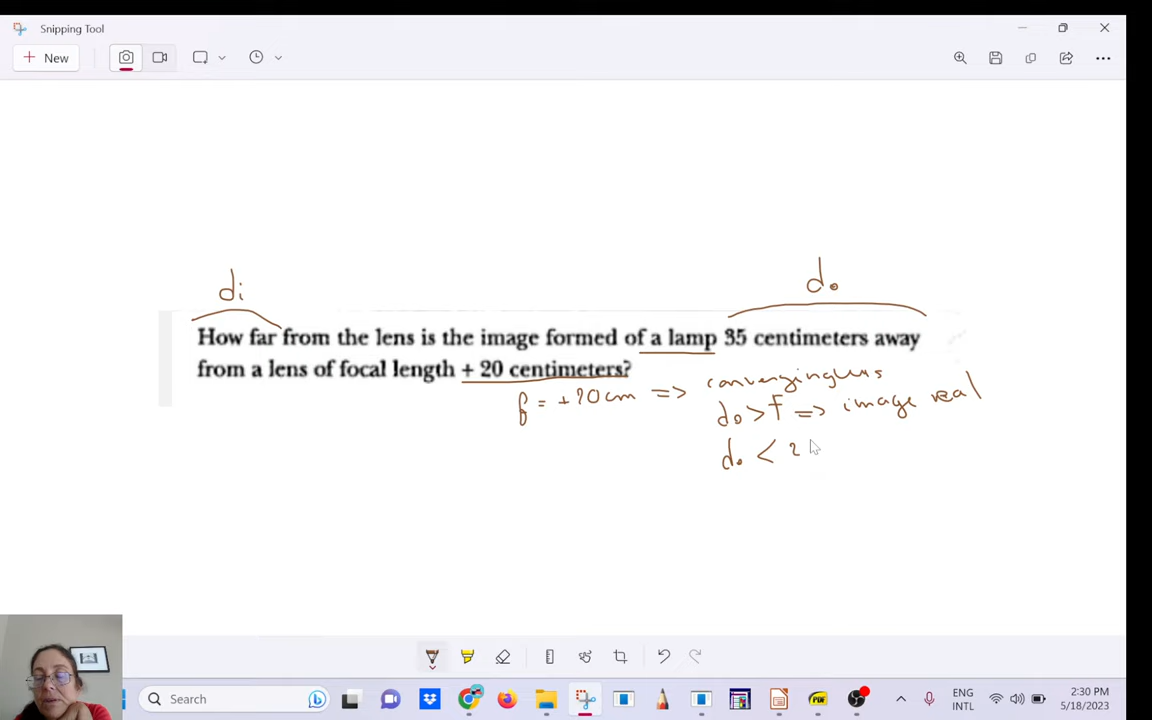 Snipping Tool
New
di
do
How far from the lens is the image formed of a lamp 35 centimeters away
from a lens of focal length + 20 centimeters?
f = +20cm => converging lens
do > f => image real
do < 2
Search
ENG
INTL
2:30 PM
5/18/2023